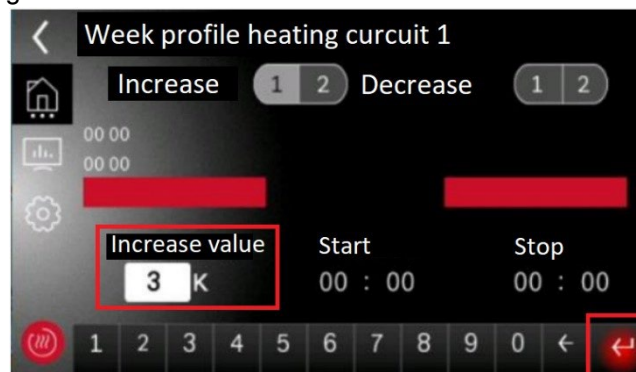 Week profile heating curcuit 1
Increase 1 2 Decrease 1 2
00 00
00 00
Increase value Start Stop
3 K 00 : 00 00 : 00
1 2 3 4 5 6 7 8 9 0 ←